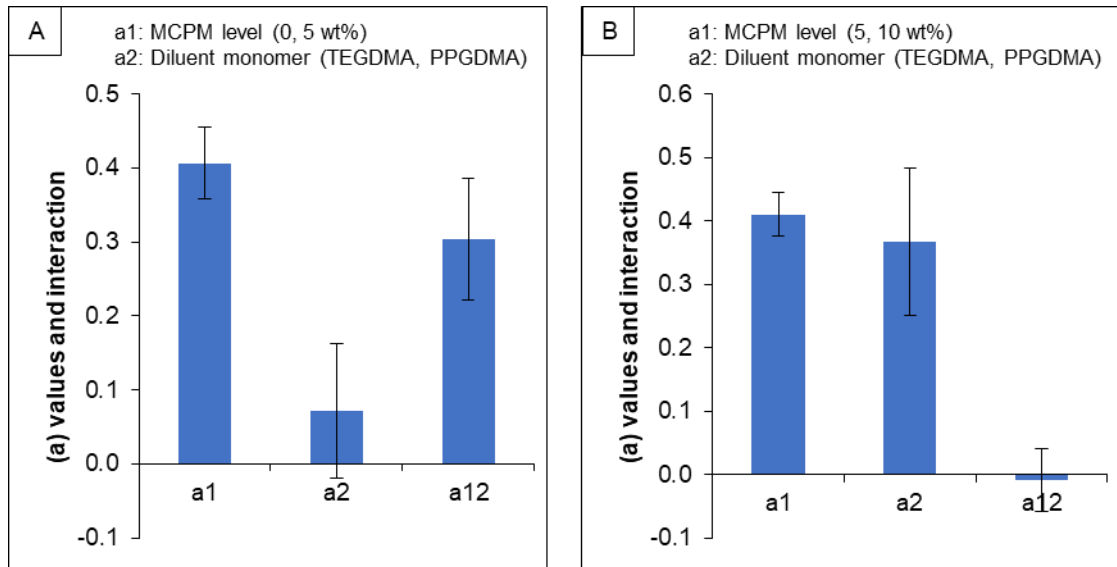 A
a1: MCPM level (0, 5 wt%)
a2: Diluent monomer (TEGDMA, PPGDMA)
(a) values and interaction
0.5
0.4
0.3
0.2
0.1
0.0
-0.1
a1 a2 a12
B
a1: MCPM level (5, 10 wt%)
a2: Diluent monomer (TEGDMA, PPGDMA)
(a) values and interaction
0.6
0.5
0.4
0.3
0.2
0.1
0.0
-0.1
a1 a2 a12